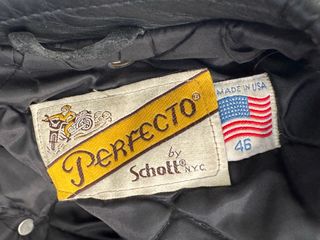 PERFECTO®
by
Schott® N.Y.C.
MADE IN USA
46